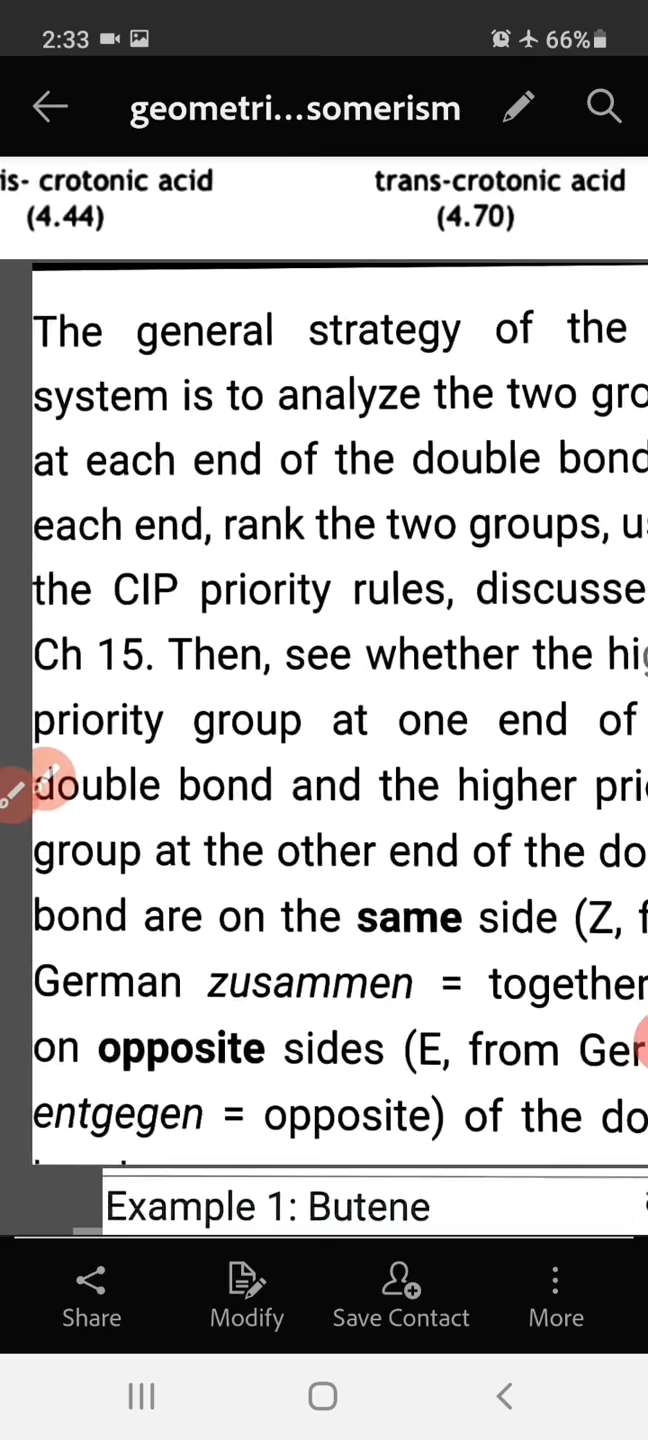 2:33 66%
geometri...somerism
is- crotonic acid trans-crotonic acid
(4.44) (4.70)
The general strategy of the
system is to analyze the two gro
at each end of the double bond
each end, rank the two groups, us
the CIP priority rules, discusse
Ch 15. Then, see whether the hig
priority group at one end of
double bond and the higher prio
group at the other end of the do
bond are on the same side (Z, f
German zusammen = together
on opposite sides (E, from Ger
entgegen = opposite) of the do
Example 1: Butene
Share Modify Save Contact More